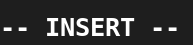 -- INSERT --